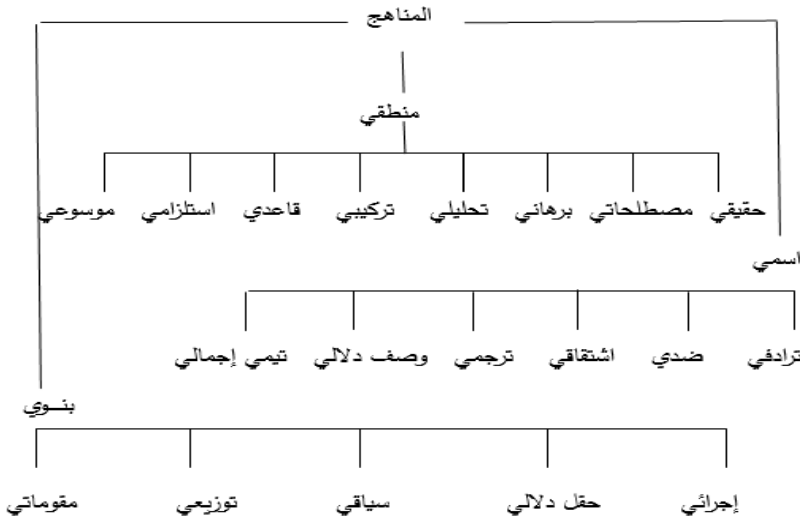 المناهج
منطقي
حقيقي مصطلحاتي برهاني تحليلي تركيبي قاعدي استلزامي موسوعي
اسمي
ترادفي ضدي اشتقاقي ترجمي وصف دلالي تيمي إجمالي
بنــوي
إجرائي حقل دلالي سياقي توزيعي مقوماتي